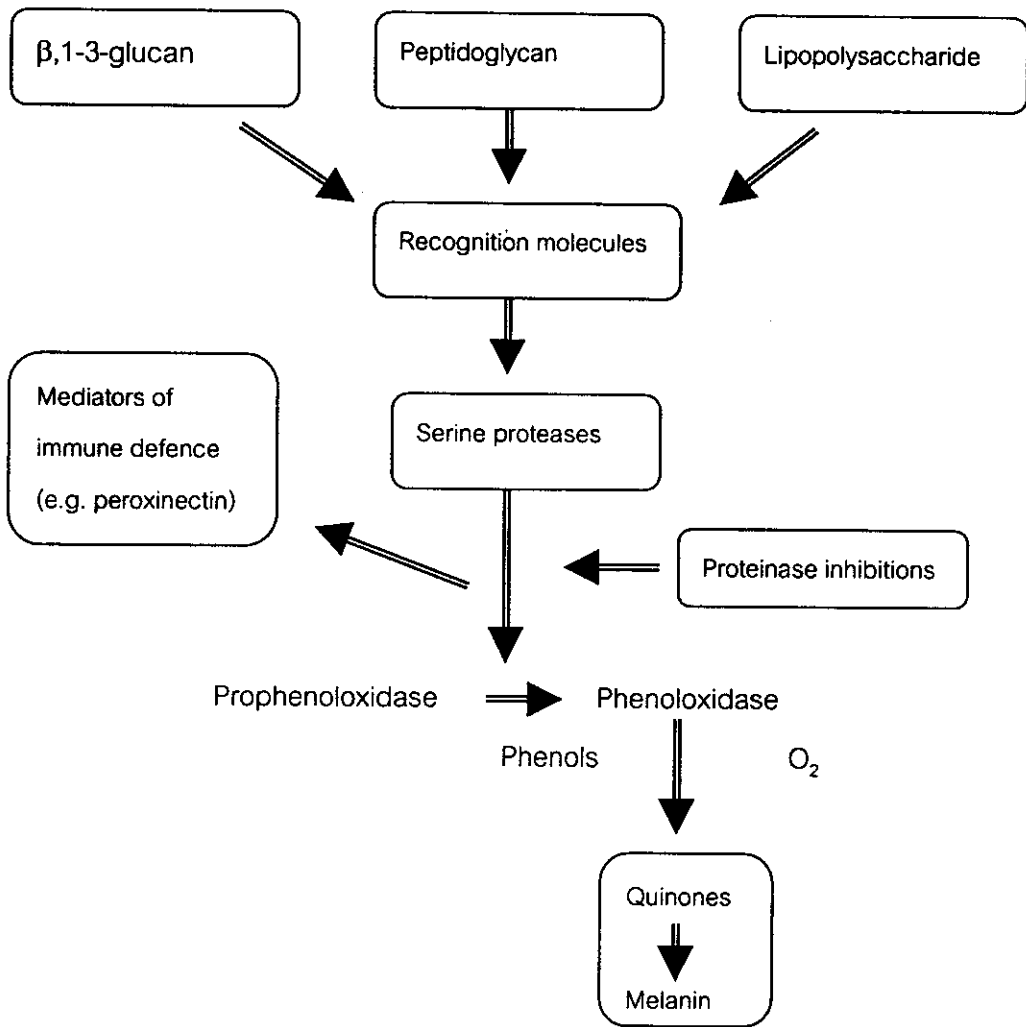 β,1-3-glucan
Peptidoglycan
Lipopolysaccharide
Recognition molecules
Mediators of
immune defence
(e.g. peroxinectin)
Serine proteases
Proteinase inhibitions
Prophenoloxidase
Phenoloxidase
Phenols
O₂
Quinones
Melanin